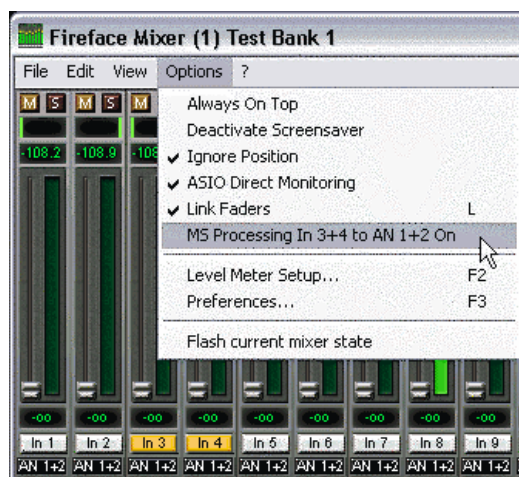 Fireface Mixer (1) Test Bank 1
File Edit View Options ?
M S M S M
Always On Top
Deactivate Screensaver
-108.2 -108.9 -108
Ignore Position
ASIO Direct Monitoring
Link Faders L
MS Processing In 3+4 to AN 1+2 On
Level Meter Setup... F2
Preferences... F3
Flash current mixer state
-oo -oo -oo -oo -oo -oo -oo -oo -oo
In 1 In 2 In 3 In 4 In 5 In 6 In 7 In 8 In 9
AN 1+2 AN 1+2 AN 1+2 AN 1+2 AN 1+2 AN 1+2 AN 1+2 AN 1+2 AN 1+2